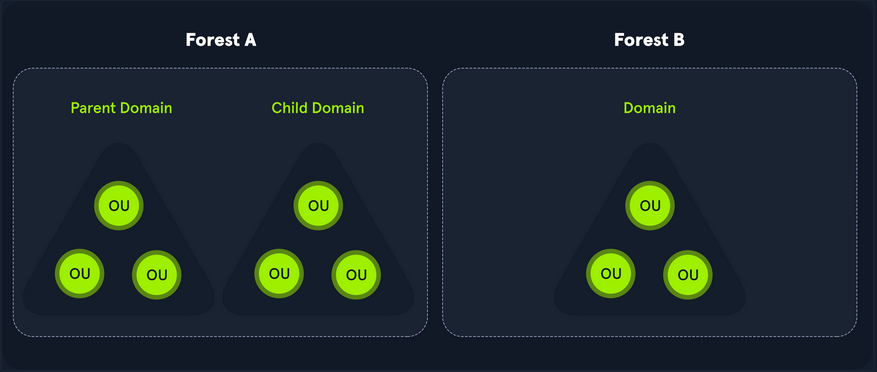 Forest A
Forest B
Parent Domain
Child Domain
Domain
OU
OU
OU
OU
OU
OU
OU
OU
OU